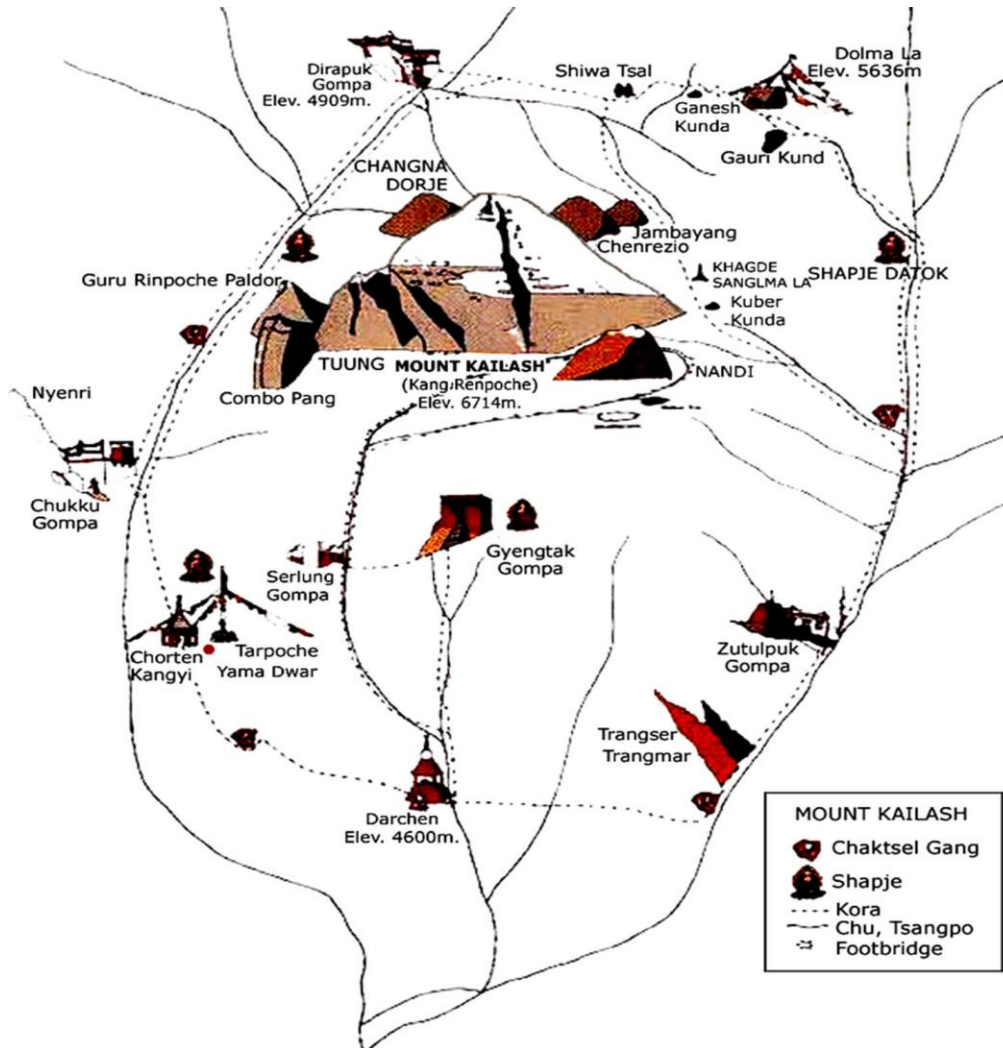 Dirapuk
Gompa
Elev. 4909m.
Shiwa Tsal
Dolma La
Elev. 5636m
Ganesh
Kunda
Gauri Kund
CHANGNA
DORJE
Jambayang
Chenrezio
KHAGDE
SANGLMA LA
SHAPJE DATOK
Guru Rinpoche Paldor
Kuber
Kunda
TUUNG
MOUNT KAILASH
(Kang Renpoche)
Elev. 6714m.
NANDI
Combo Pang
Nyenri
Chukku
Gompa
Serlung
Gompa
Gyengtak
Gompa
Chorten
Kangyi
Tarpoche
Yama Dwar
Zutulpuk
Gompa
Trangser
Trangmar
Darchen
Elev. 4600m.
MOUNT KAILASH
Chaktsel Gang
Shapje
Kora
Chu, Tsangpo
Footbridge